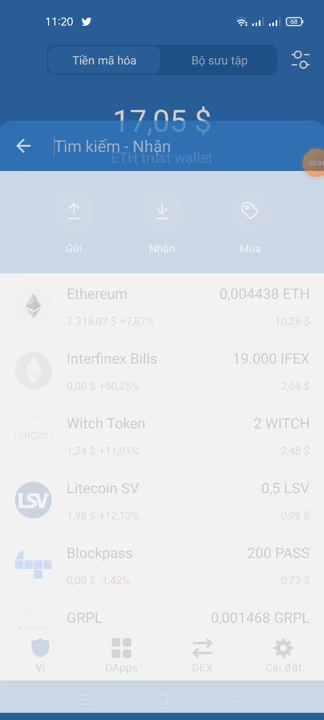 11:20
68
Tiền mã hóa
Bộ sưu tập
17,05 $
Tìm kiếm - Nhận
ETH trust wallet
Gửi
Nhận
Mua
Ethereum
0,004438 ETH
2 318,07 $ +7,87%
10,28 $
Interfinex Bills
19.000 IFEX
0,00 $ +50,25%
2,64 $
Witch Token
2 WITCH
ERC20
1,24 $ +11,01%
2,48 $
Litecoin SV
0,5 LSV
LSV
1,98 $ +12,13%
0,99 $
Blockpass
200 PASS
0,00 $ -1,42%
0,73 $
GRPL
0,001468 GRPL
Ví
DApps
DEX
Cài đặt